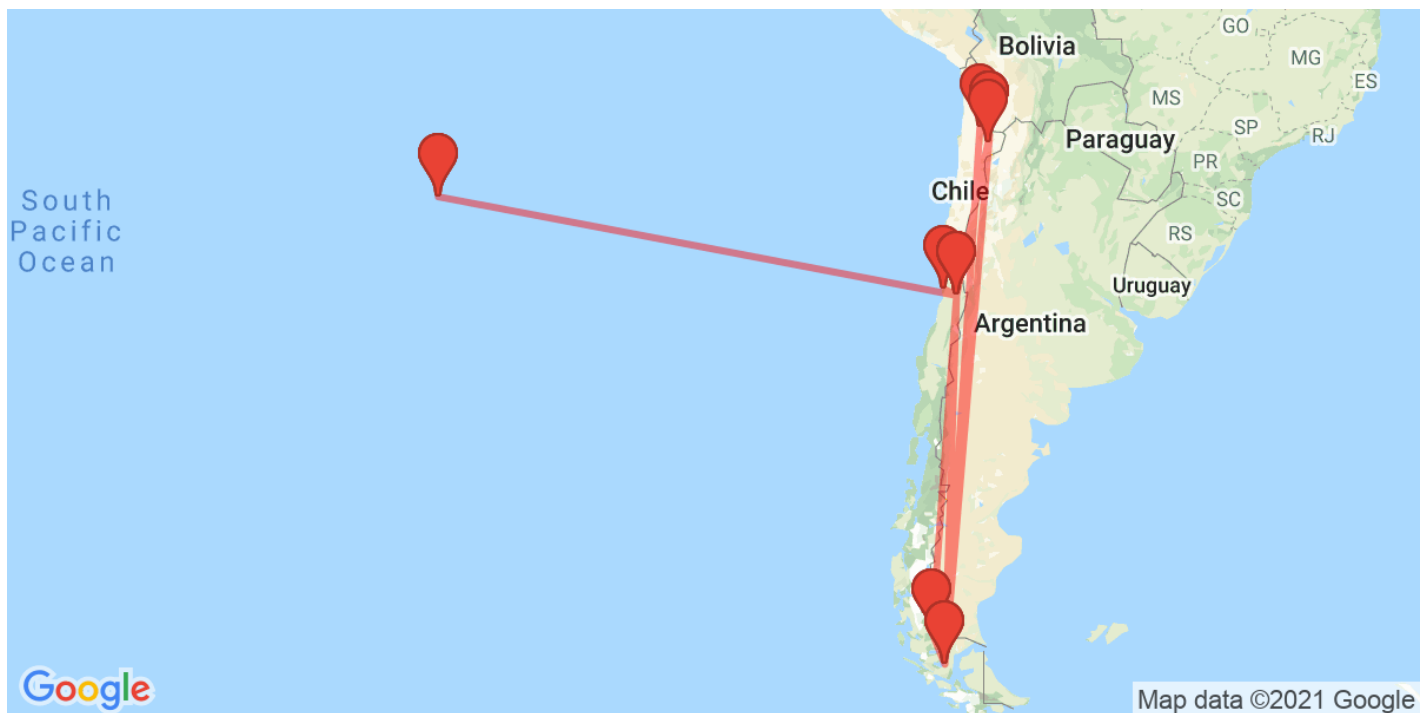 GO
Bolivia
MG
ES
MS
SP
RJ
Paraguay
PR
Chile
SC
South
Pacific
Ocean
RS
Uruguay
Argentina
Google
Map data ©2021 Google